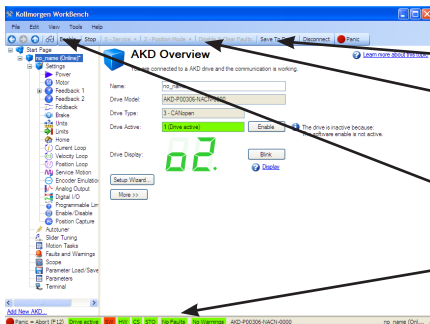 Kollmorgen WorkBench
File Edit View Tools Help
Stop 2 - Position Mode Save To Disconnect Panic
Start Page
no_name (Online)*
AKD Overview
Learn more about this topic
Settings
Power
Motor
Feedback 1
Feedback 2
Foldback
Brake
Units
Limits
Home
Current Loop
Velocity Loop
Position Loop
Service Motion
Encoder Emulation
Analog Output
Digital I/O
Programmable Lim
Enable/Disable
Position Capture
Autotuner
Slider Tuning
Motion Tasks
Faults and Warnings
Scope
Parameter Load/Save
Parameters
Terminal
You are connected to a AKD drive and the communication is working.
Name: no_name
Drive Model: AKD-P00306-NACN-0000
Drive Type: 3 - CANopen
Drive Active: 1 (Drive active) Enable The drive is inactive because:
software enable is not active.
Drive Display: o2. Blink
Display
Setup Wizard...
More >>
Add New AKD...
Panic = Abort (F12) Drive active SW HW CS STO No Faults No Warnings AKD-P00306-NACN-0000 no_name (Onl...